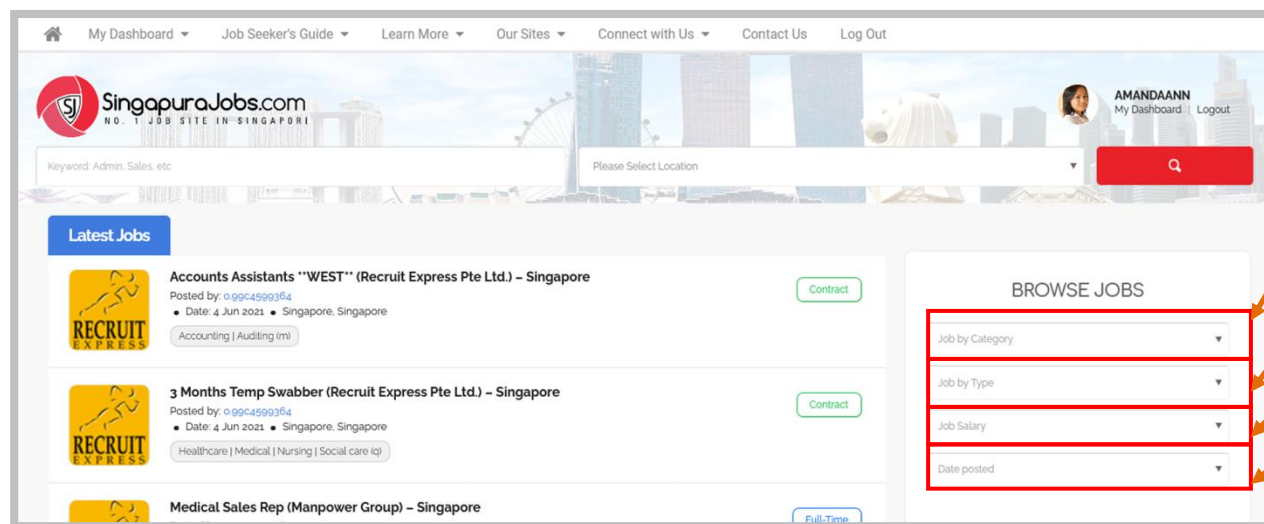 My Dashboard Job Seeker's Guide Learn More Our Sites Connect with Us Contact Us Log Out
SJ SingapuraJobs.com
NO. 1 JOB SITE IN SINGAPORE
AMANDAANN
My Dashboard | Logout
Keyword: Admin, Sales, etc Please Select Location
Latest Jobs
Accounts Assistants **WEST** (Recruit Express Pte Ltd.) – Singapore
Posted by: 0.99c4599364
• Date: 4 Jun 2021 • Singapore, Singapore
Accounting | Auditing (m)
Contract
RECRUIT
EXPRESS
3 Months Temp Swabber (Recruit Express Pte Ltd.) – Singapore
Posted by: 0.99c4599364
• Date: 4 Jun 2021 • Singapore, Singapore
Healthcare | Medical | Nursing | Social care (q)
Contract
RECRUIT
EXPRESS
Medical Sales Rep (Manpower Group) – Singapore
Full-Time
BROWSE JOBS
Job by Category
Job by Type
Job Salary
Date posted